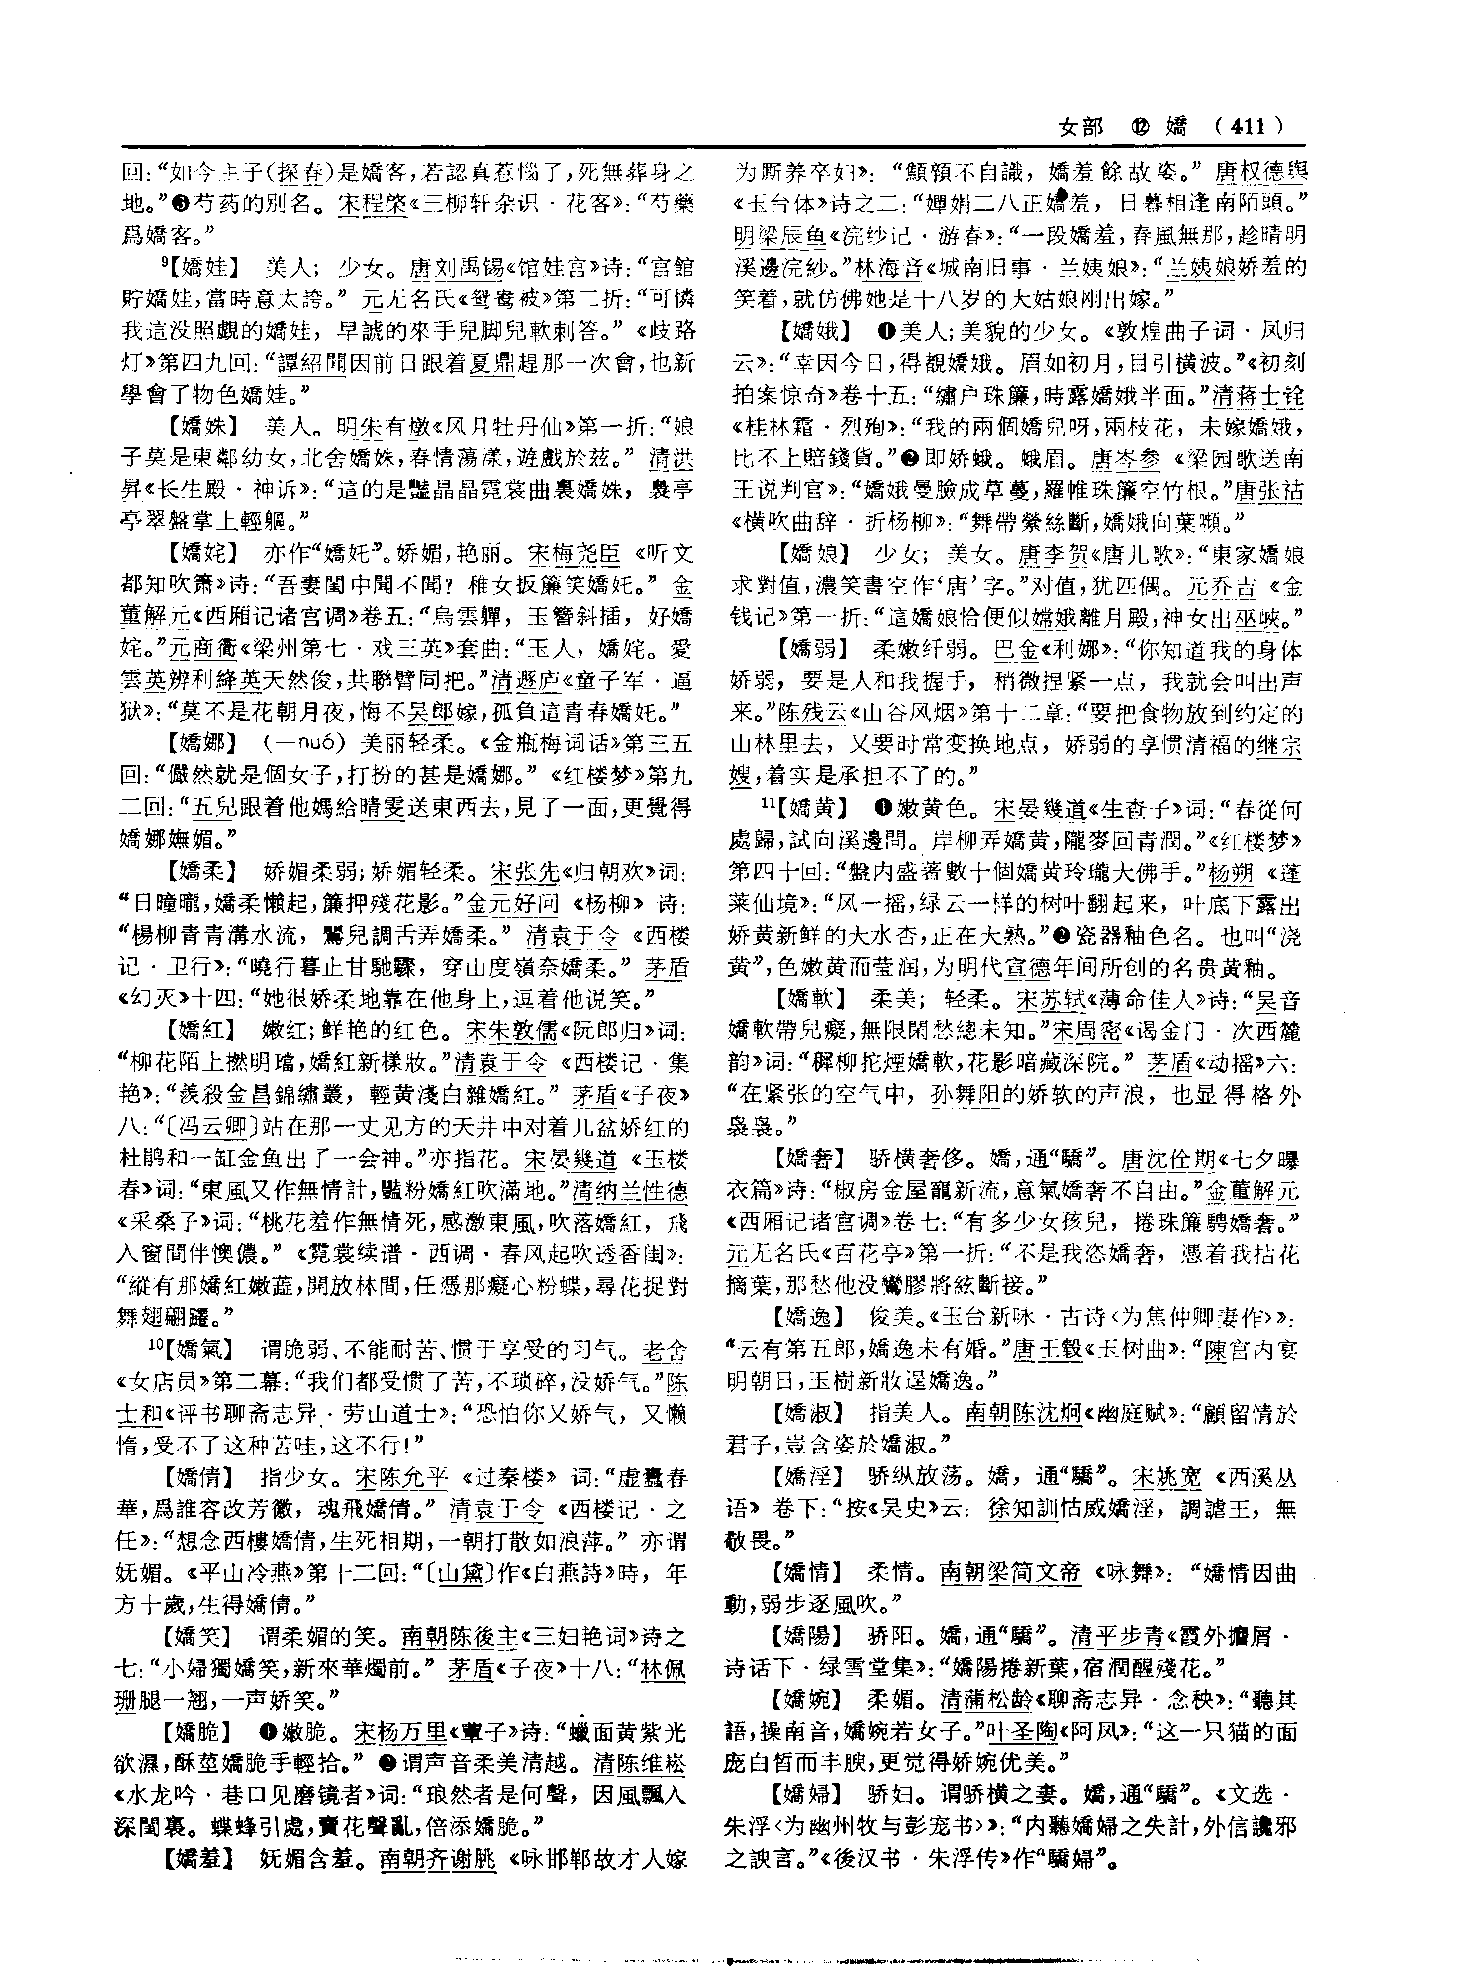 女部 ⑫ 嬌 （411）
回：“如今主子(探春)是嬌客，若認真惹惱了，死無葬身之
地。”❸芍药的别名。宋程棨《三柳轩杂识·花客》：“芍藥
爲嬌客。”
9【嬌娃】 美人；少女。唐刘禹锡《馆娃宫》诗：“宫館
貯嬌娃，當時意太誇。” 元无名氏《鸳鸯被》第二折：“可憐
我這没照覷的嬌娃，早諕的來手兒脚兒軟刺答。”《歧路
灯》第四九回：“譚紹聞因前日跟着夏鼎趕那一次會，也新
學會了物色嬌娃。”
【嬌姝】 美人。明朱有燉《风月牡丹仙》第一折：“娘
子莫是東鄰幼女，北舍嬌姝，春情蕩漾，遊戲於兹。” 清洪
昇《长生殿·神诉》：“這的是豔晶晶霓裳曲裏嬌姝，裊亭
亭翠盤掌上輕軀。”
【嬌姹】 亦作“嬌奼”。娇媚，艳丽。宋梅尧臣《听文
都知吹箫》诗：“吾妻閨中聞不聞？稚女扳簾笑嬌奼。” 金
董解元《西厢记诸宫调》卷五：“烏雲軃，玉簪斜插，好嬌
姹。”元商衢《梁州第七·戏三英》套曲：“玉人，嬌姹。愛
雲英辨利絳英天然俊，共聯臂同把。”清遯庐《童子军·逼
狱》：“莫不是花朝月夜，悔不吴郎嫁，孤負這青春嬌奼。”
【嬌娜】 (—nuó) 美丽轻柔。《金瓶梅词话》第三五
回：“儼然就是個女子，打扮的甚是嬌娜。”《红楼梦》第九
二回：“五兒跟着他媽給晴雯送東西去，見了一面，更覺得
嬌娜嫵媚。”
【嬌柔】 娇媚柔弱；娇媚轻柔。宋张先《归朝欢》词：
“日瞳曨，嬌柔懶起，簾押殘花影。”金元好问《杨柳》诗：
“楊柳青青溝水流，鶯兒調舌弄嬌柔。” 清袁于令《西楼
记·卫行》：“曉行暮止甘馳驟，穿山度嶺奈嬌柔。” 茅盾
《幻灭》十四：“她很娇柔地靠在他身上，逗着他说笑。”
【嬌紅】 嫩红；鲜艳的红色。宋朱敦儒《阮郎归》词：
“柳花陌上撚明璫，嬌紅新樣妝。”清袁于令《西楼记·集
艳》：“羨殺金昌錦繡叢，輕黄淺白雜嬌紅。” 茅盾《子夜》
八：“〔冯云卿〕站在那一丈见方的天井中对着几盆娇红的
杜鹃和一缸金鱼出了一会神。”亦指花。宋晏幾道《玉楼
春》词：“東風又作無情計，豔粉嬌紅吹滿地。”清纳兰性德
《采桑子》词：“桃花羞作無情死，感激東風，吹落嬌紅，飛
入窗間伴懊儂。”《霓裳续谱·西调·春风起吹透香闺》：
“縱有那嬌紅嫩蕋，開放林間，任憑那癡心粉蝶，尋花捉對
舞翅翩躚。”
10【嬌氣】 谓脆弱、不能耐苦、惯于享受的习气。老舍
《女店员》第二幕：“我们都受惯了苦，不琐碎，没娇气。”陈
士和《评书聊斋志异·劳山道士》：“恐怕你又娇气，又懒
惰，受不了这种苦哇，这不行！”
【嬌倩】 指少女。宋陈允平《过秦楼》词：“虚蠹春
華，爲誰容改芳徽，魂飛嬌倩。” 清袁于令《西楼记·之
任》：“想念西樓嬌倩，生死相期，一朝打散如浪萍。” 亦谓
妩媚。《平山冷燕》第十二回：“〔山黛〕作《白燕詩》時，年
方十歲，生得嬌倩。”
【嬌笑】 谓柔媚的笑。南朝陈後主《三妇艳词》诗之
七：“小婦獨嬌笑，新來華燭前。” 茅盾《子夜》十八：“林佩
珊腿一翘，一声娇笑。”
【嬌脆】 ❶嫩脆。宋杨万里《蕈子》诗：“蠟面黄紫光
欲濕，酥莖嬌脆手輕拾。” ❷谓声音柔美清越。清陈维崧
《水龙吟·巷口见磨镜者》词：“琅然者是何聲，因風飄入
深閨裏。蝶蜂引處，賣花聲亂，倍添嬌脆。”
【嬌羞】 妩媚含羞。南朝齐谢朓《咏邯郸故才人嫁
为厮养卒妇》：“顦顇不自識，嬌羞餘故姿。” 唐权德舆
《玉台体》诗之二：“嬋娟二八正嬌羞，日暮相逢南陌頭。”
明梁辰鱼《浣纱记·游春》：“一段嬌羞，春風無那，趁晴明
溪邊浣紗。”林海音《城南旧事·兰姨娘》：“兰姨娘娇羞的
笑着，就仿佛她是十八岁的大姑娘刚出嫁。”
【嬌娥】 ❶美人；美貌的少女。《敦煌曲子词·凤归
云》：“幸因今日，得覩嬌娥。眉如初月，目引横波。”《初刻
拍案惊奇》卷十五：“繡户珠簾，時露嬌娥半面。”清蒋士铨
《桂林霜·烈殉》：“我的兩個嬌兒呀，兩枝花，未嫁嬌娥，
比不上賠錢貨。”❷即娇蛾。蛾眉。唐岑参《梁园歌送南
王说判官》：“嬌娥曼臉成草蔓，羅帷珠簾空竹根。”唐张祜
《横吹曲辞·折杨柳》：“舞帶縈絲斷，嬌娥向葉嚬。”
【嬌娘】 少女；美女。唐李贺《唐儿歌》：“東家嬌娘
求對值，濃笑書空作‘唐’字。”对值，犹匹偶。元乔吉《金
钱记》第一折：“這嬌娘恰便似嫦娥離月殿，神女出巫峽。”
【嬌弱】 柔嫩纤弱。巴金《利娜》：“你知道我的身体
娇弱，要是人和我握手，稍微捏紧一点，我就会叫出声
来。”陈残云《山谷风烟》第十二章：“要把食物放到约定的
山林里去，又要时常变换地点，娇弱的享惯清福的继宗
嫂，着实是承担不了的。”
11【嬌黄】 ❶嫩黄色。宋晏幾道《生查子》词：“春從何
處歸，試向溪邊問。岸柳弄嬌黄，隴麥回青潤。”《红楼梦》
第四十回：“盤内盛著數十個嬌黄玲瓏大佛手。”杨朔《蓬
莱仙境》：“风一摇，绿云一样的树叶翻起来，叶底下露出
娇黄新鲜的大水杏，正在大熟。”❷瓷器釉色名。也叫“浇
黄”，色嫩黄而莹润，为明代宣德年间所创的名贵黄釉。
【嬌軟】 柔美；轻柔。宋苏轼《薄命佳人》诗：“吴音
嬌軟帶兒癡，無限閑愁總未知。”宋周密《谒金门·次西麓
韵》词：“軃柳拕煙嬌軟，花影暗藏深院。” 茅盾《动摇》六：
“在紧张的空气中，孙舞阳的娇软的声浪，也显得格外
袅袅。”
【嬌奢】 骄横奢侈。嬌，通“驕”。唐沈佺期《七夕曝
衣篇》诗：“椒房金屋寵新流，意氣嬌奢不自由。”金董解元
《西厢记诸宫调》卷七：“有多少女孩兒，捲珠簾騁嬌奢。”
元无名氏《百花亭》第一折：“不是我恣嬌奢，憑着我拈花
摘葉，那愁他没鸞膠將絃斷接。”
【嬌逸】 俊美。《玉台新咏·古诗〈为焦仲卿妻作〉》：
“云有第五郎，嬌逸未有婚。”唐王毂《玉树曲》：“陳宫内宴
明朝日，玉樹新妝逞嬌逸。”
【嬌淑】 指美人。南朝陈沈炯《幽庭赋》：“顧留情於
君子，豈含姿於嬌淑。”
【嬌淫】 骄纵放荡。嬌，通“驕”。宋姚宽《西溪丛
语》卷下：“按《吴史》云：徐知訓怙威嬌淫，調謔王，無
敬畏。”
【嬌情】 柔情。南朝梁简文帝《咏舞》：“嬌情因曲
動，弱步逐風吹。”
【嬌陽】 骄阳。嬌，通“驕”。清平步青《霞外攟屑·
诗话下·绿雪堂集》：“嬌陽捲新葉，宿潤醒殘花。”
【嬌婉】 柔媚。清蒲松龄《聊斋志异·念秧》：“聽其
語，操南音，嬌婉若女子。”叶圣陶《阿凤》：“这一只猫的面
庞白皙而丰腴，更觉得娇婉优美。”
【嬌婦】 骄妇。谓骄横之妻。嬌，通“驕”。《文选·
朱浮〈为幽州牧与彭宠书〉》：“内聽嬌婦之失計，外信讒邪
之諛言。”《後汉书·朱浮传》作“驕婦”。